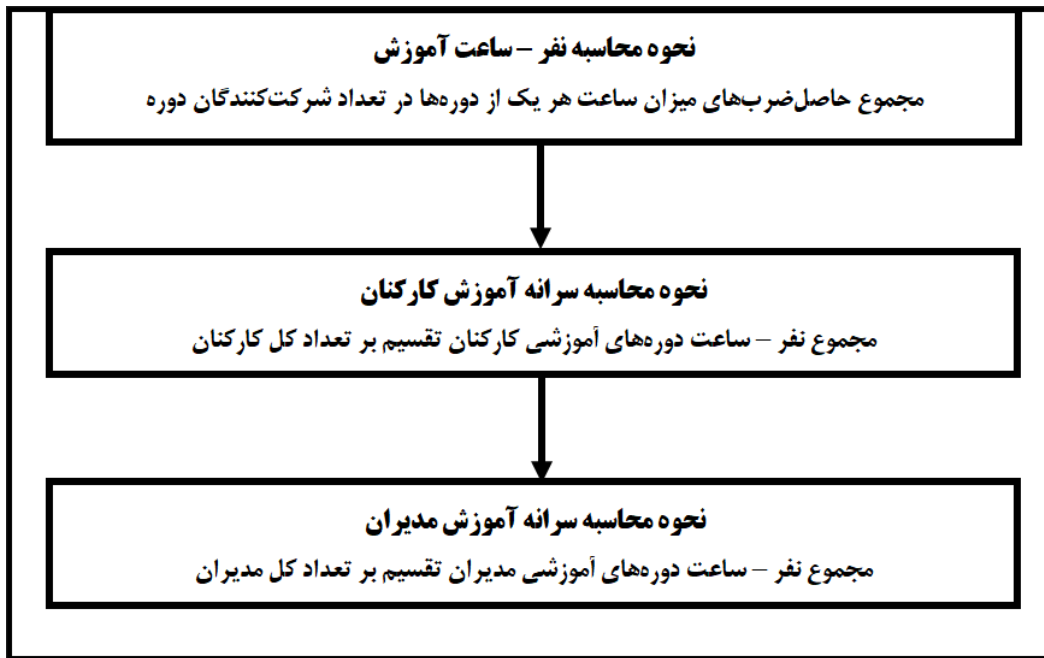 نحوه محاسبه نفر – ساعت آموزش
مجموع حاصل‌ضرب‌های میزان ساعت هر یک از دوره‌ها در تعداد شرکت‌کنندگان دوره
نحوه محاسبه سرانه آموزش کارکنان
مجموع نفر – ساعت دوره‌های آموزشی کارکنان تقسیم بر تعداد کل کارکنان
نحوه محاسبه سرانه آموزش مدیران
مجموع نفر – ساعت دوره‌های آموزشی مدیران تقسیم بر تعداد کل مدیران